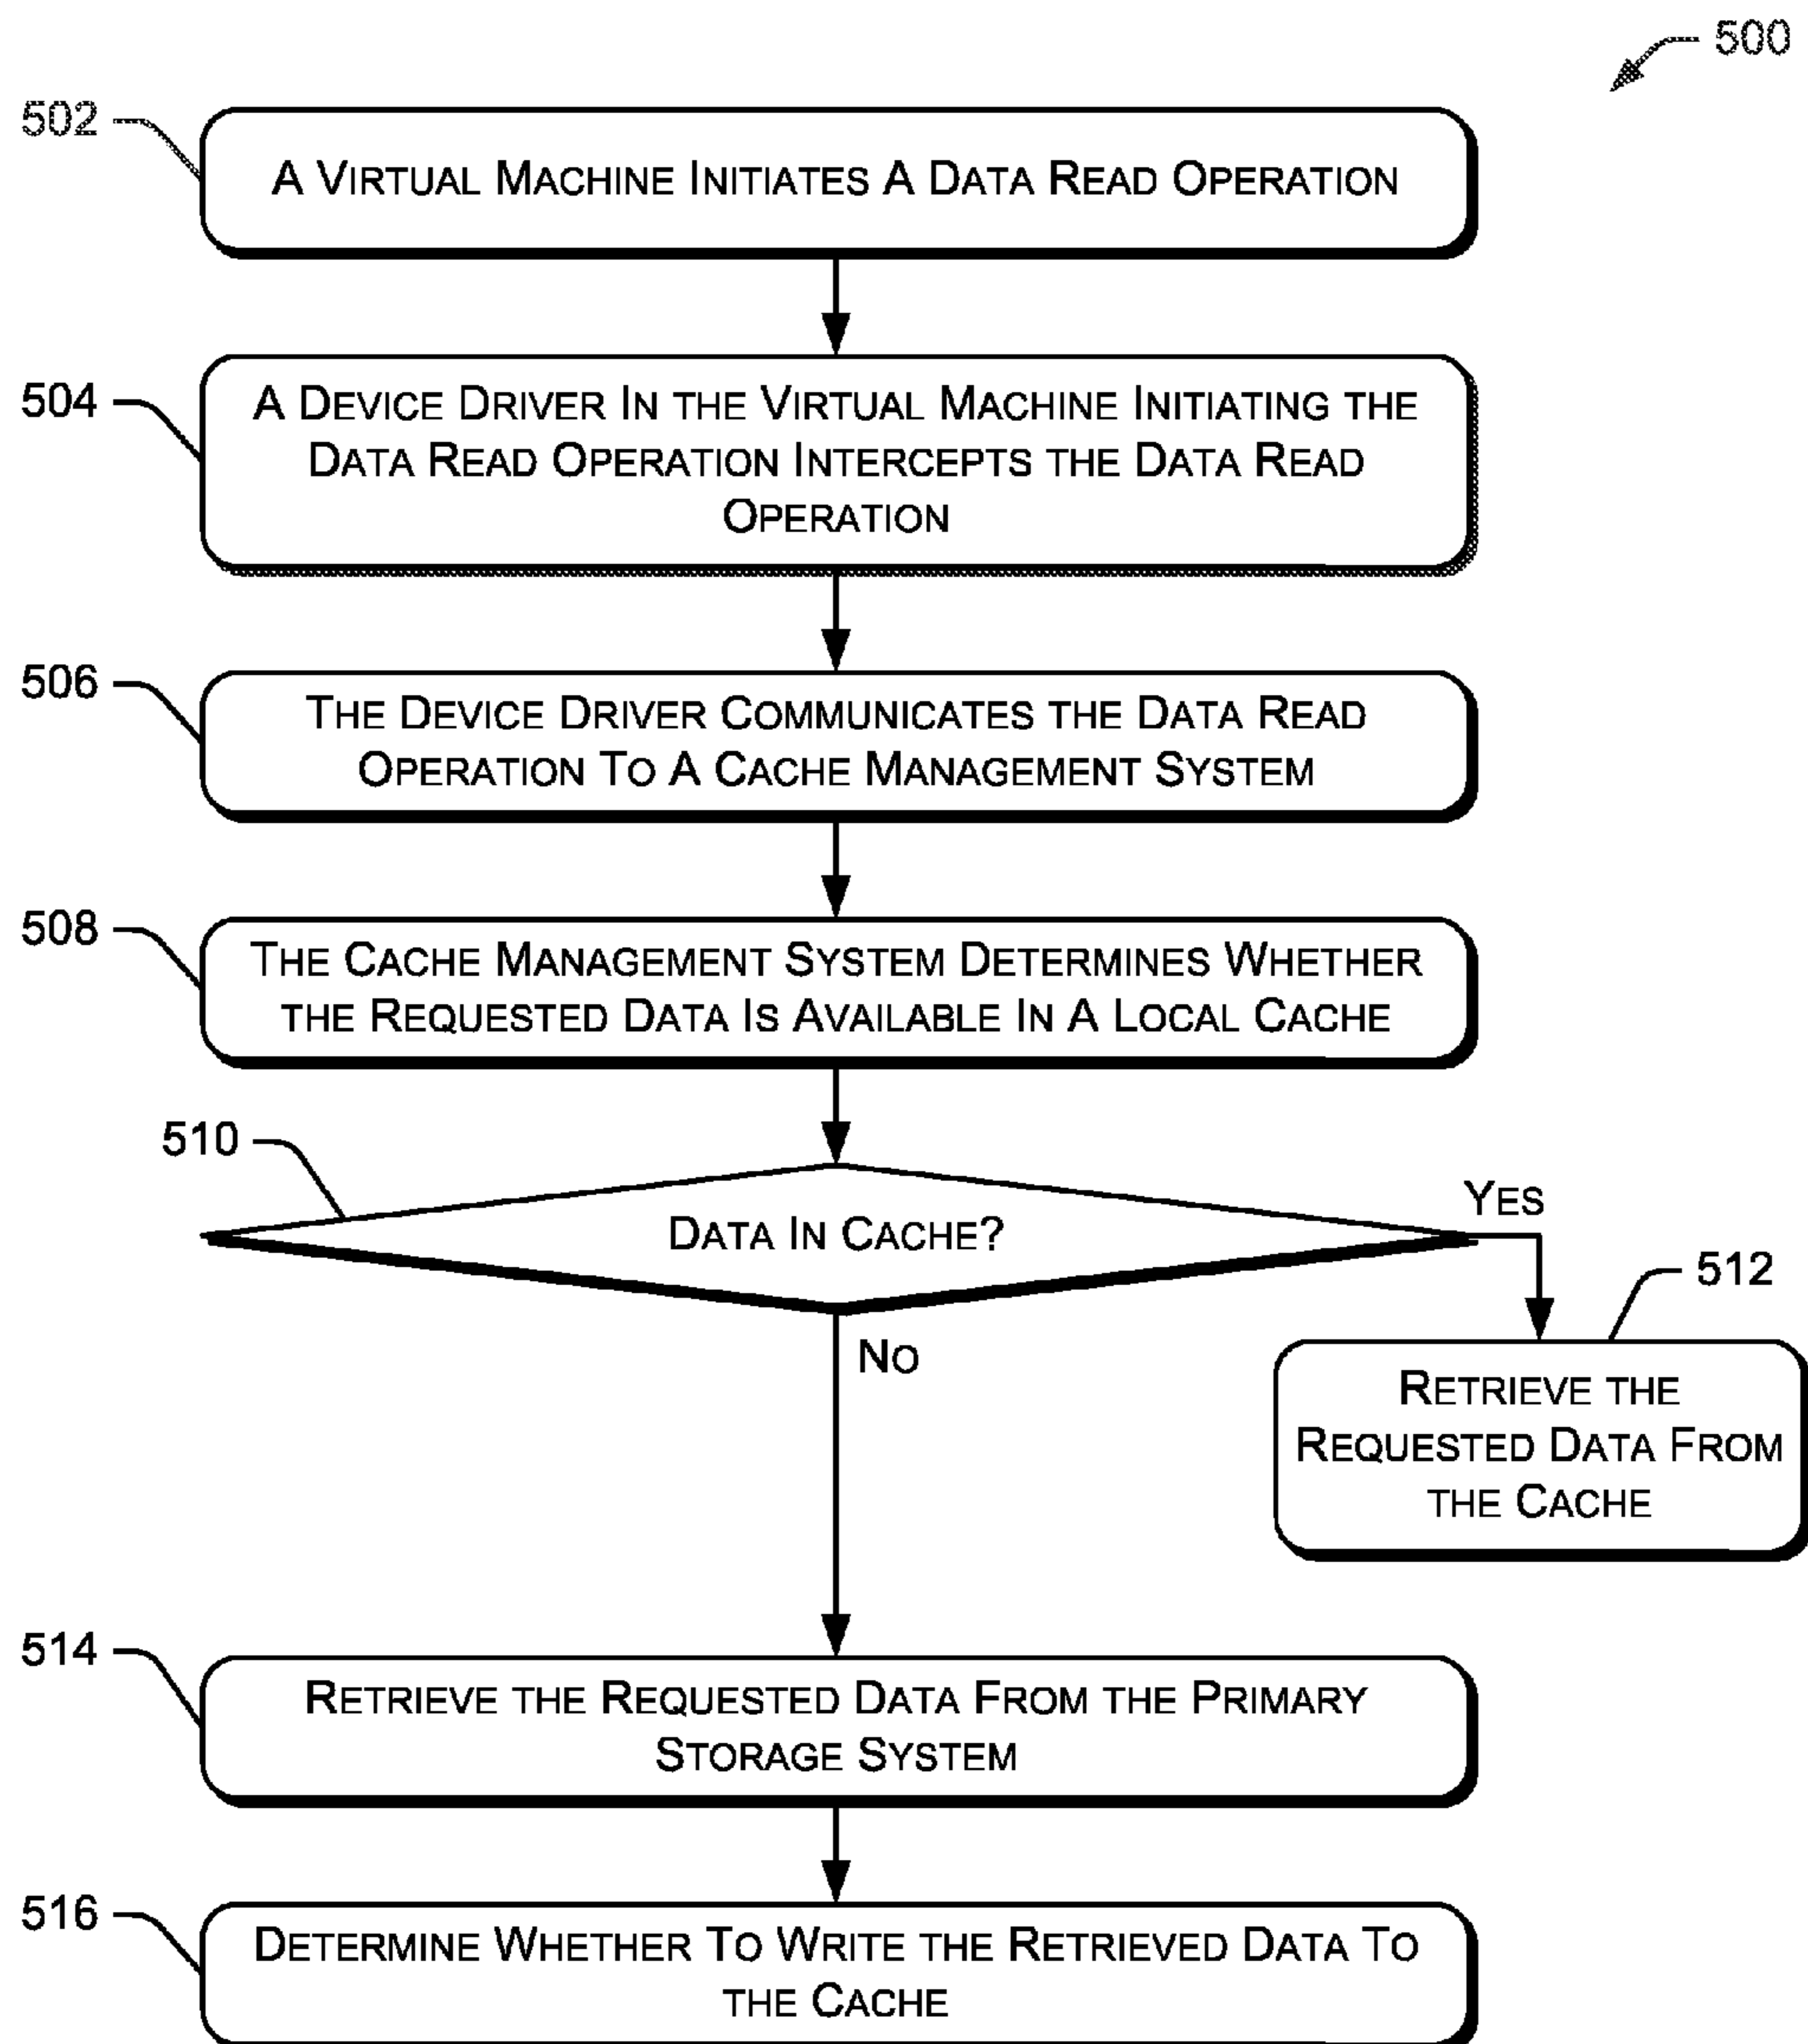 500
502
A VIRTUAL MACHINE INITIATES A DATA READ OPERATION
504
A DEVICE DRIVER IN THE VIRTUAL MACHINE INITIATING THE
DATA READ OPERATION INTERCEPTS THE DATA READ
OPERATION
506
THE DEVICE DRIVER COMMUNICATES THE DATA READ
OPERATION TO A CACHE MANAGEMENT SYSTEM
508
THE CACHE MANAGEMENT SYSTEM DETERMINES WHETHER
THE REQUESTED DATA IS AVAILABLE IN A LOCAL CACHE
510
DATA IN CACHE?
YES
512
NO
RETRIEVE THE
REQUESTED DATA FROM
THE CACHE
514
RETRIEVE THE REQUESTED DATA FROM THE PRIMARY
STORAGE SYSTEM
516
DETERMINE WHETHER TO WRITE THE RETRIEVED DATA TO
THE CACHE